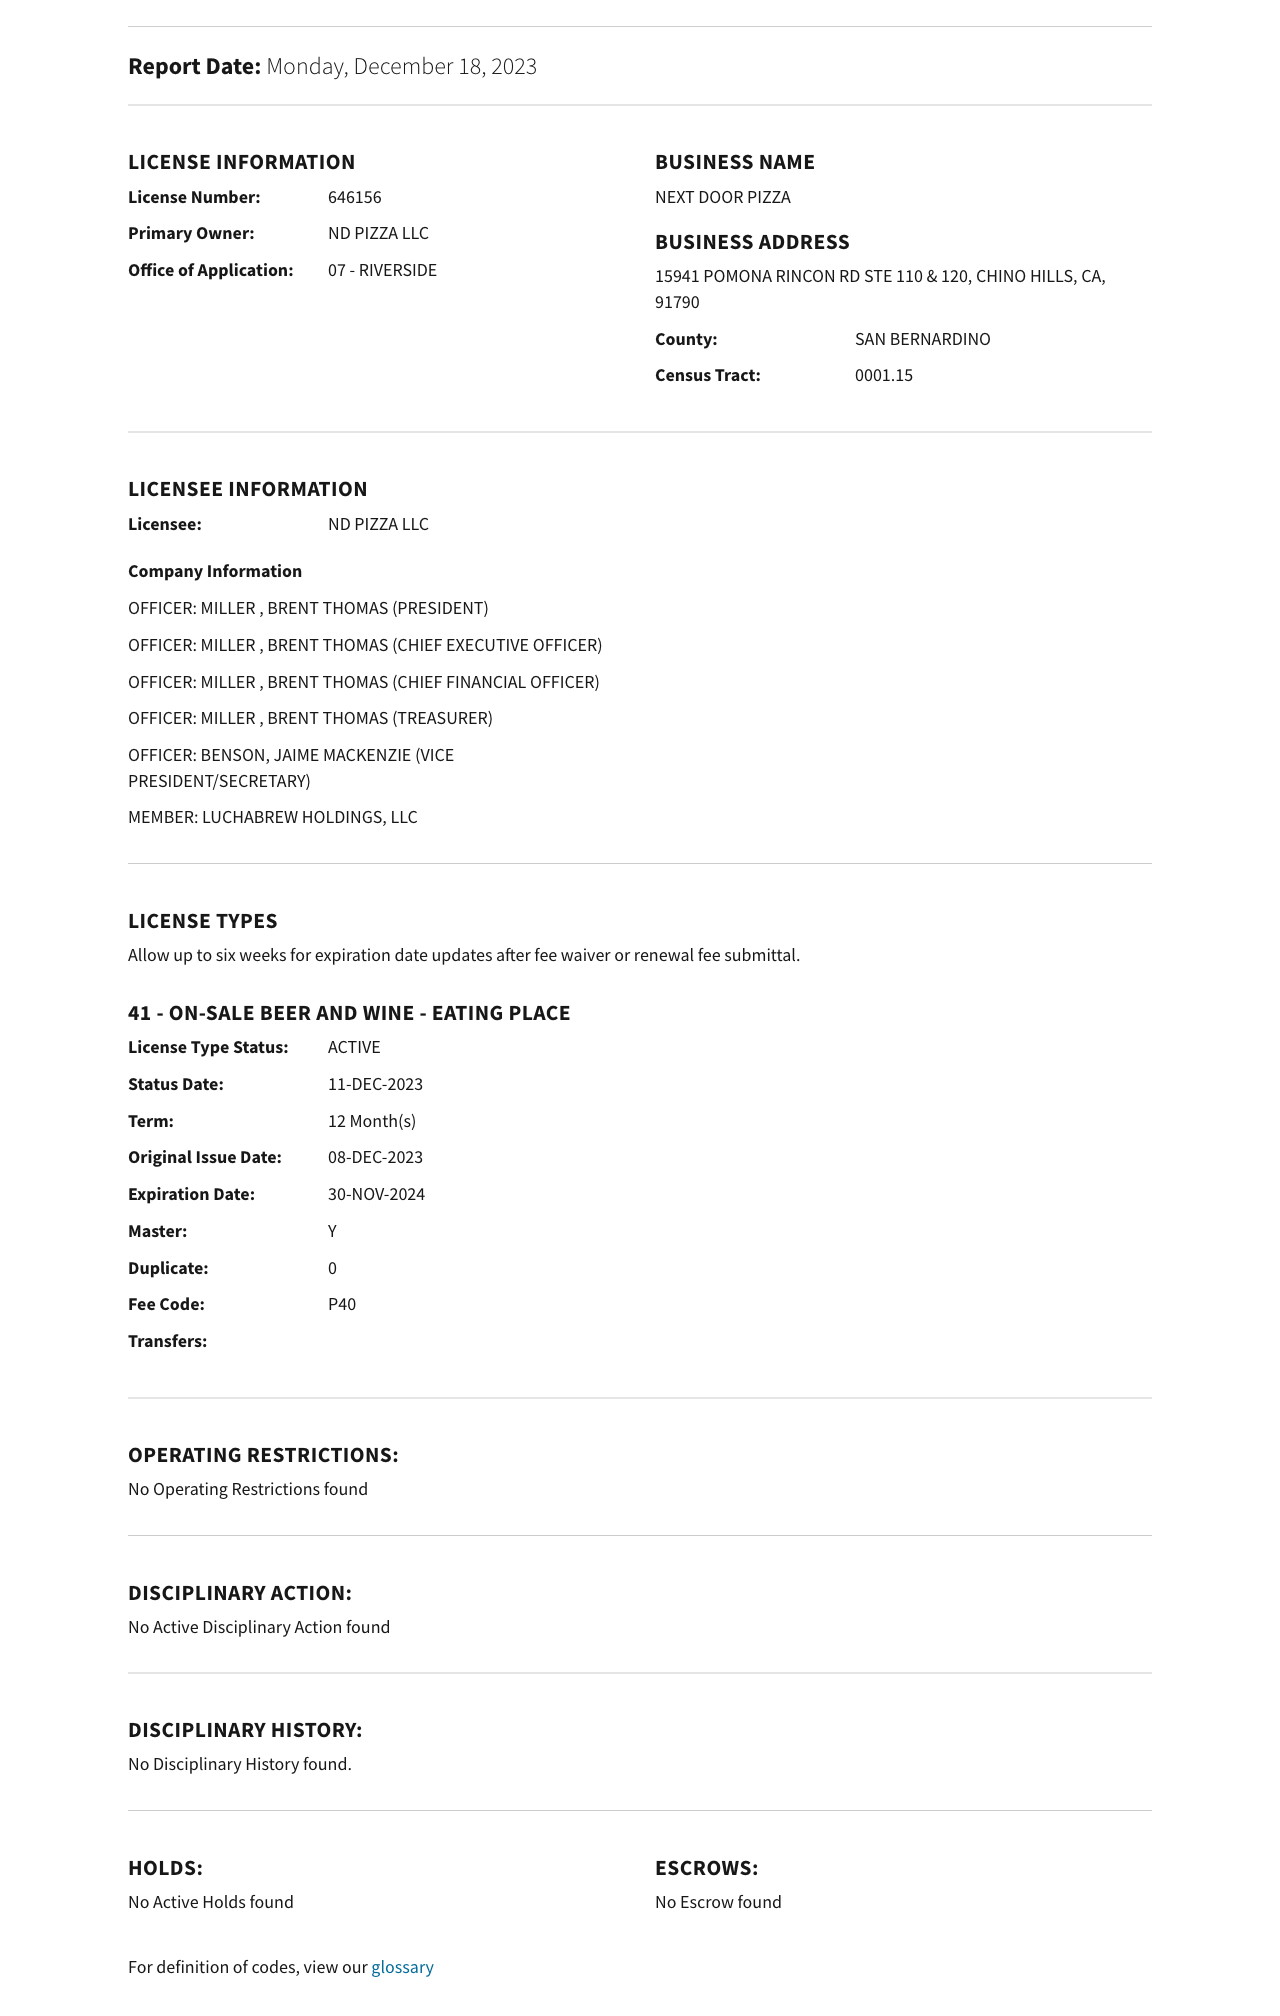 Report Date: Monday, December 18, 2023
LICENSE INFORMATION
License Number: 646156
Primary Owner: ND PIZZA LLC
Office of Application: 07 - RIVERSIDE
BUSINESS NAME
NEXT DOOR PIZZA
BUSINESS ADDRESS
15941 POMONA RINCON RD STE 110 & 120, CHINO HILLS, CA,
91790
County: SAN BERNARDINO
Census Tract: 0001.15
LICENSEE INFORMATION
Licensee: ND PIZZA LLC
Company Information
OFFICER: MILLER , BRENT THOMAS (PRESIDENT)
OFFICER: MILLER , BRENT THOMAS (CHIEF EXECUTIVE OFFICER)
OFFICER: MILLER , BRENT THOMAS (CHIEF FINANCIAL OFFICER)
OFFICER: MILLER , BRENT THOMAS (TREASURER)
OFFICER: BENSON, JAIME MACKENZIE (VICE
PRESIDENT/SECRETARY)
MEMBER: LUCHABREW HOLDINGS, LLC
LICENSE TYPES
Allow up to six weeks for expiration date updates after fee waiver or renewal fee submittal.
41 - ON-SALE BEER AND WINE - EATING PLACE
License Type Status: ACTIVE
Status Date: 11-DEC-2023
Term: 12 Month(s)
Original Issue Date: 08-DEC-2023
Expiration Date: 30-NOV-2024
Master: Y
Duplicate: 0
Fee Code: P40
Transfers:
OPERATING RESTRICTIONS:
No Operating Restrictions found
DISCIPLINARY ACTION:
No Active Disciplinary Action found
DISCIPLINARY HISTORY:
No Disciplinary History found.
HOLDS:
No Active Holds found
ESCROWS:
No Escrow found
For definition of codes, view our glossary